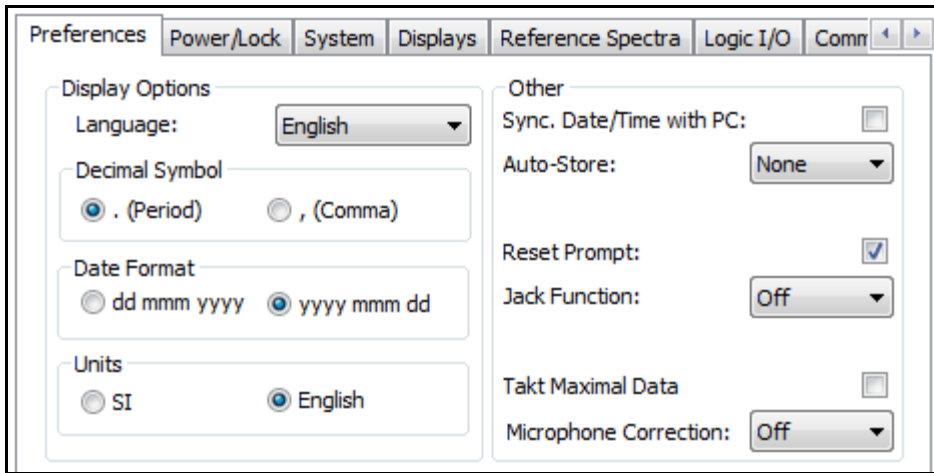 Preferences Power/Lock System Displays Reference Spectra Logic I/O Comm
Display Options
Language: English
Decimal Symbol
. (Period) , (Comma)
Date Format
dd mmm yyyy yyyy mmm dd
Units
SI English
Other
Sync. Date/Time with PC:
Auto-Store: None
Reset Prompt:
Jack Function: Off
Takt Maximal Data
Microphone Correction: Off